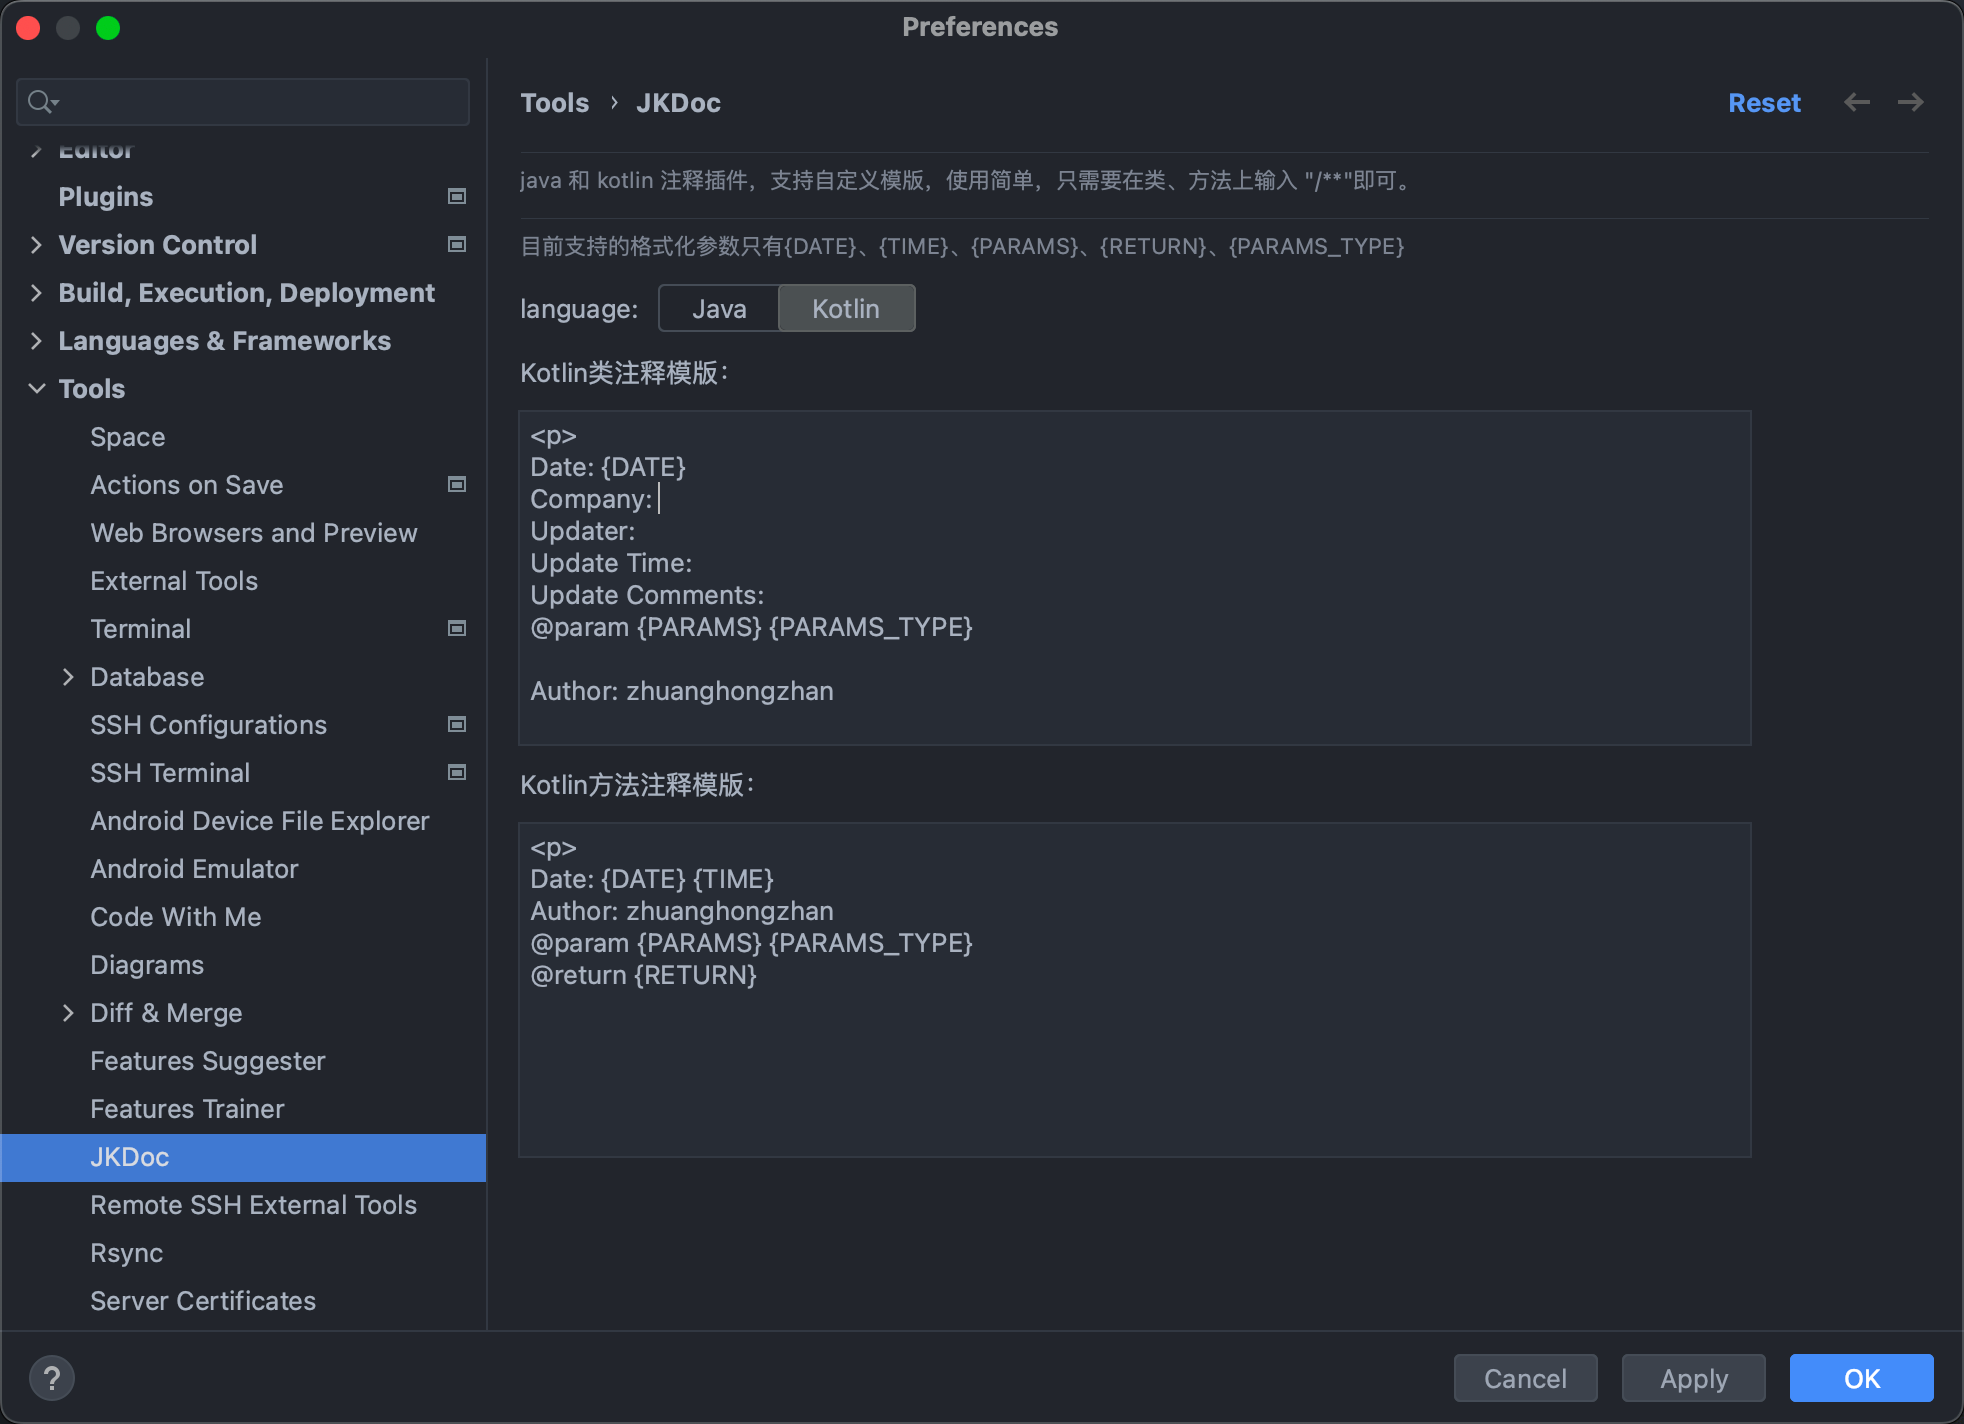 Preferences
Editor
Plugins
Version Control
Build, Execution, Deployment
Languages & Frameworks
Tools
Space
Actions on Save
Web Browsers and Preview
External Tools
Terminal
Database
SSH Configurations
SSH Terminal
Android Device File Explorer
Android Emulator
Code With Me
Diagrams
Diff & Merge
Features Suggester
Features Trainer
JKDoc
Remote SSH External Tools
Rsync
Server Certificates
Tools › JKDoc
Reset
java 和 kotlin 注释插件，支持自定义模版，使用简单，只需要在类、方法上输入 "/**"即可。
目前支持的格式化参数只有{DATE}、{TIME}、{PARAMS}、{RETURN}、{PARAMS_TYPE}
language: Java Kotlin
Kotlin类注释模版：
<p>
Date: {DATE}
Company:
Updater:
Update Time:
Update Comments:
@param {PARAMS} {PARAMS_TYPE}
Author: zhuanghongzhan
Kotlin方法注释模版：
<p>
Date: {DATE} {TIME}
Author: zhuanghongzhan
@param {PARAMS} {PARAMS_TYPE}
@return {RETURN}
?
Cancel
Apply
OK